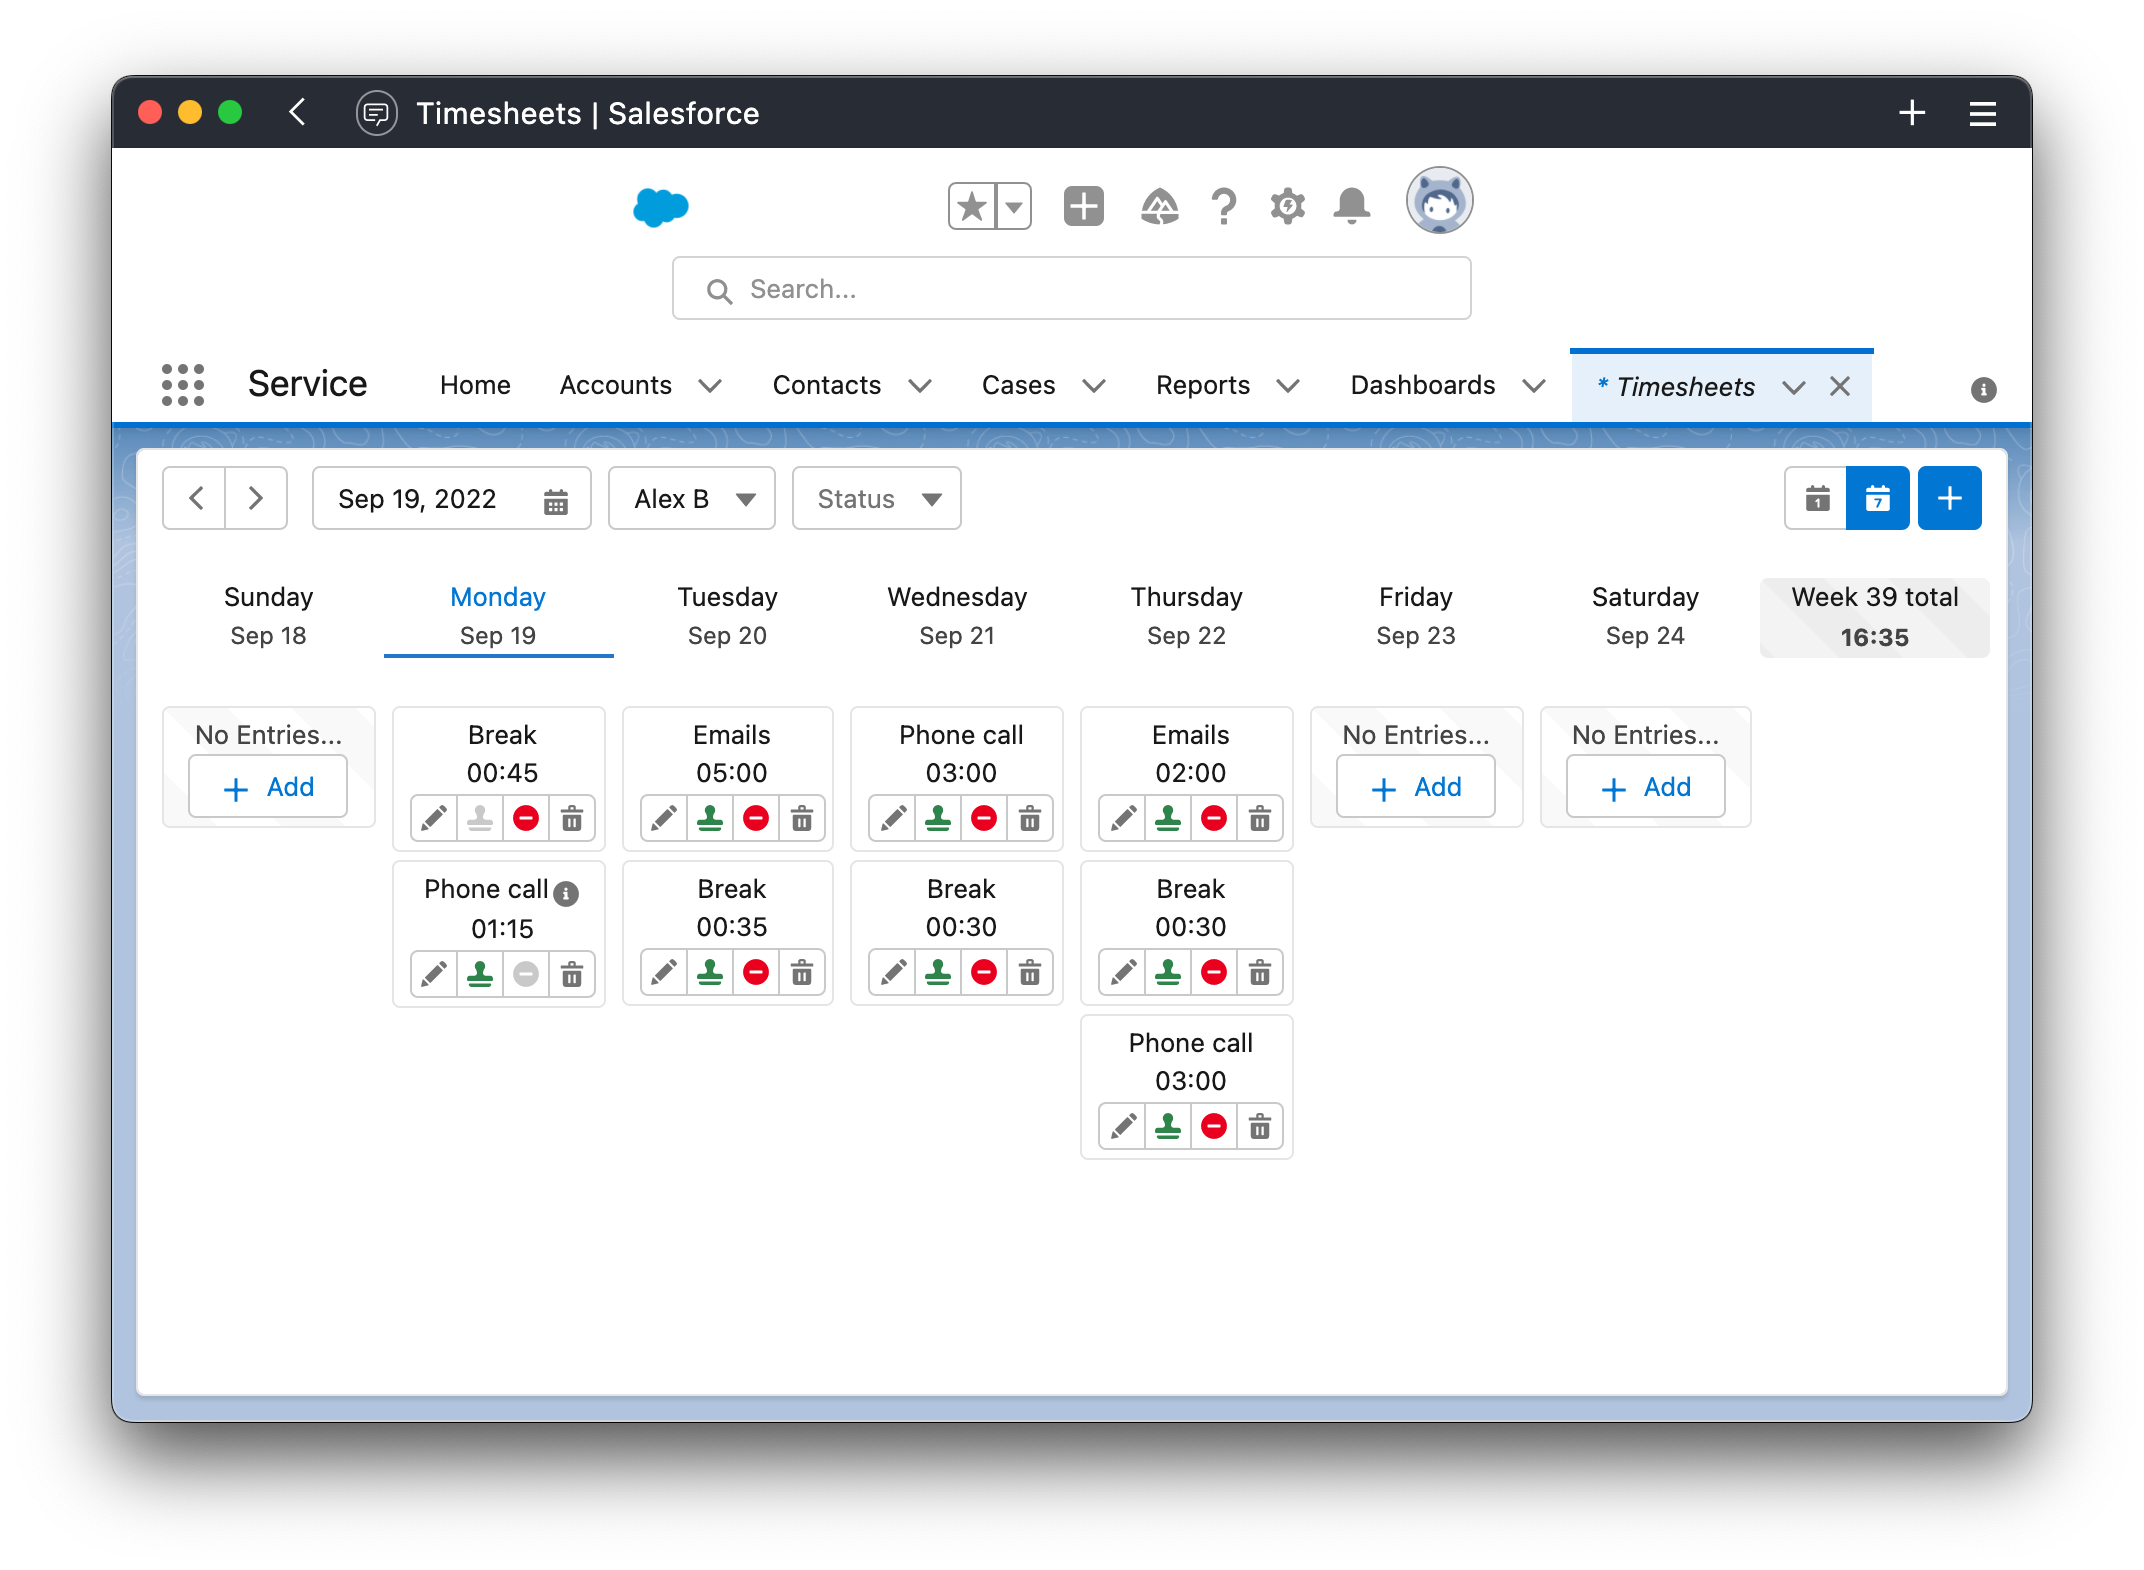 Timesheets | Salesforce
Search...
Service Home Accounts Contacts Cases Reports Dashboards * Timesheets
Sep 19, 2022 Alex B Status 1 7
Sunday Monday Tuesday Wednesday Thursday Friday Saturday Week 39 total
Sep 18 Sep 19 Sep 20 Sep 21 Sep 22 Sep 23 Sep 24 16:35
No Entries... Break Emails Phone call Emails No Entries... No Entries...
Add 00:45 05:00 03:00 02:00 Add Add
Phone call Break Break Break
01:15 00:35 00:30 00:30
Phone call
03:00